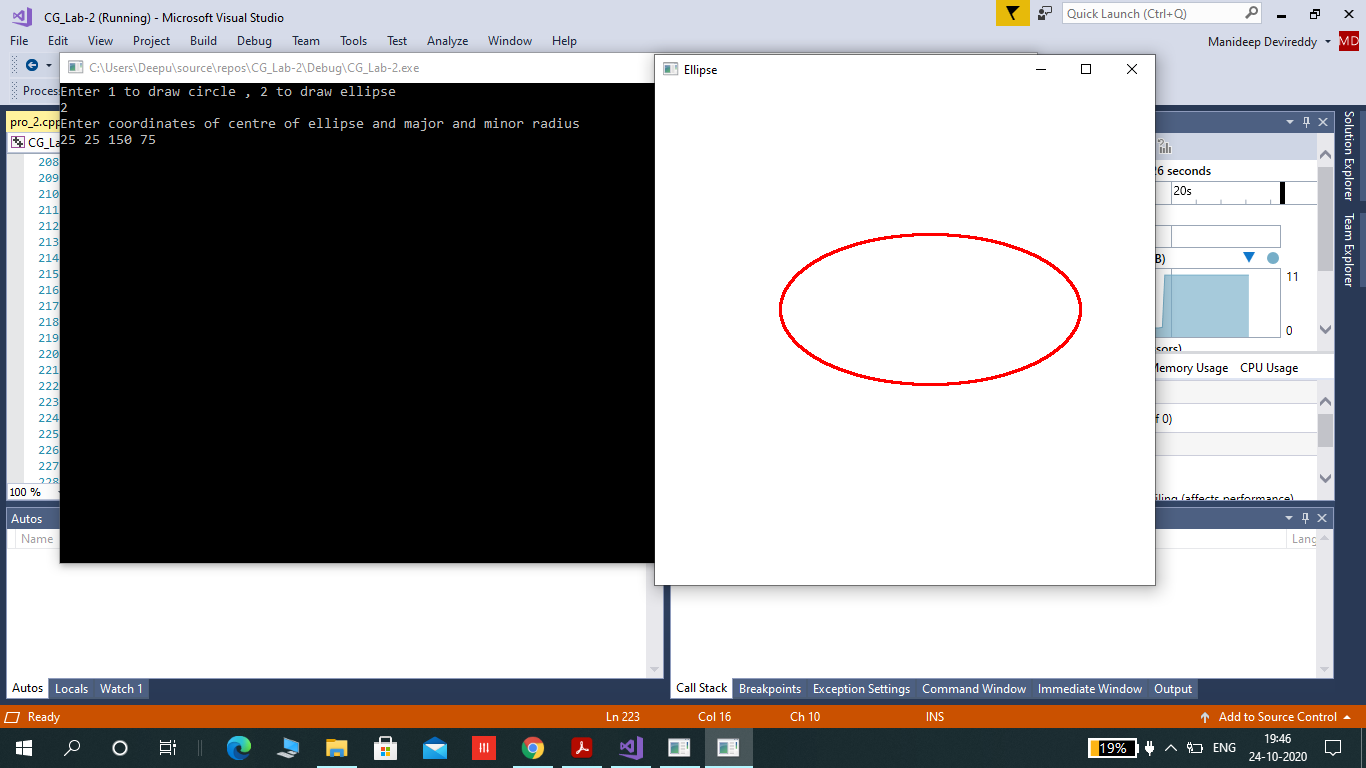 CG_Lab-2 (Running) - Microsoft Visual Studio
Quick Launch (Ctrl+Q)
File Edit View Project Build Debug Team Tools Test Analyze Window Help
Manideep Devireddy MD
C:\Users\Deepu\source\repos\CG_Lab-2\Debug\CG_Lab-2.exe
Ellipse
Enter 1 to draw circle , 2 to draw ellipse
2
Enter coordinates of centre of ellipse and major and minor radius
25 25 150 75
pro_2.cpp
208
209
210
211
212
213
214
215
216
217
218
219
220
221
222
223
224
225
226
227
228
100 %
Solution Explorer
Team Explorer
26 seconds
20s
B)
11
0
Memory Usage CPU Usage
f 0)
(affects performance)
Autos
Name
Lang
Autos Locals Watch 1
Call Stack Breakpoints Exception Settings Command Window Immediate Window Output
Ready Ln 223 Col 16 Ch 10 INS Add to Source Control
19% ENG 19:46
24-10-2020